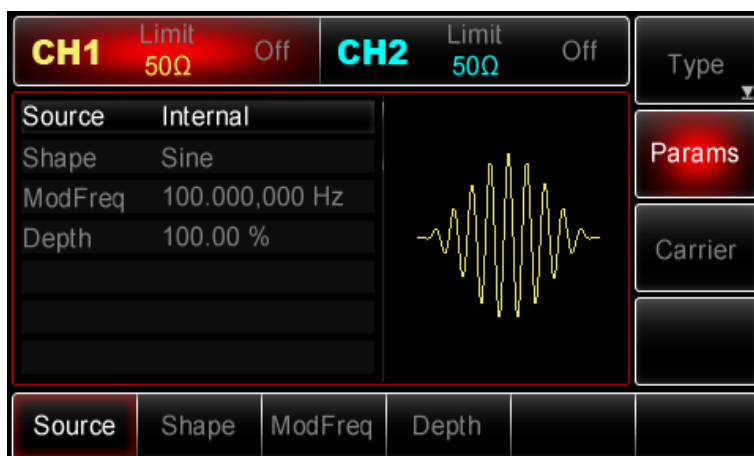 CH1 Limit 50Ω Off CH2 Limit 50Ω Off
Type
Source Internal
Shape Sine
ModFreq 100.000,000 Hz
Depth 100.00 %
Params
Carrier
Source Shape ModFreq Depth